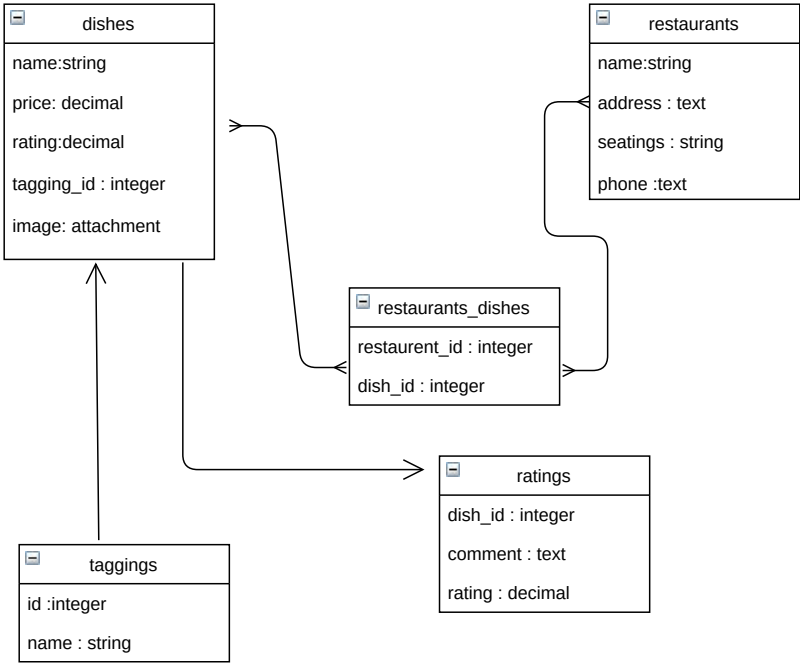 dishes
name:string
price: decimal
rating:decimal
tagging_id : integer
image: attachment
restaurants
name:string
address : text
seatings : string
phone :text
restaurants_dishes
restaurent_id : integer
dish_id : integer
ratings
dish_id : integer
comment : text
rating : decimal
taggings
id :integer
name : string